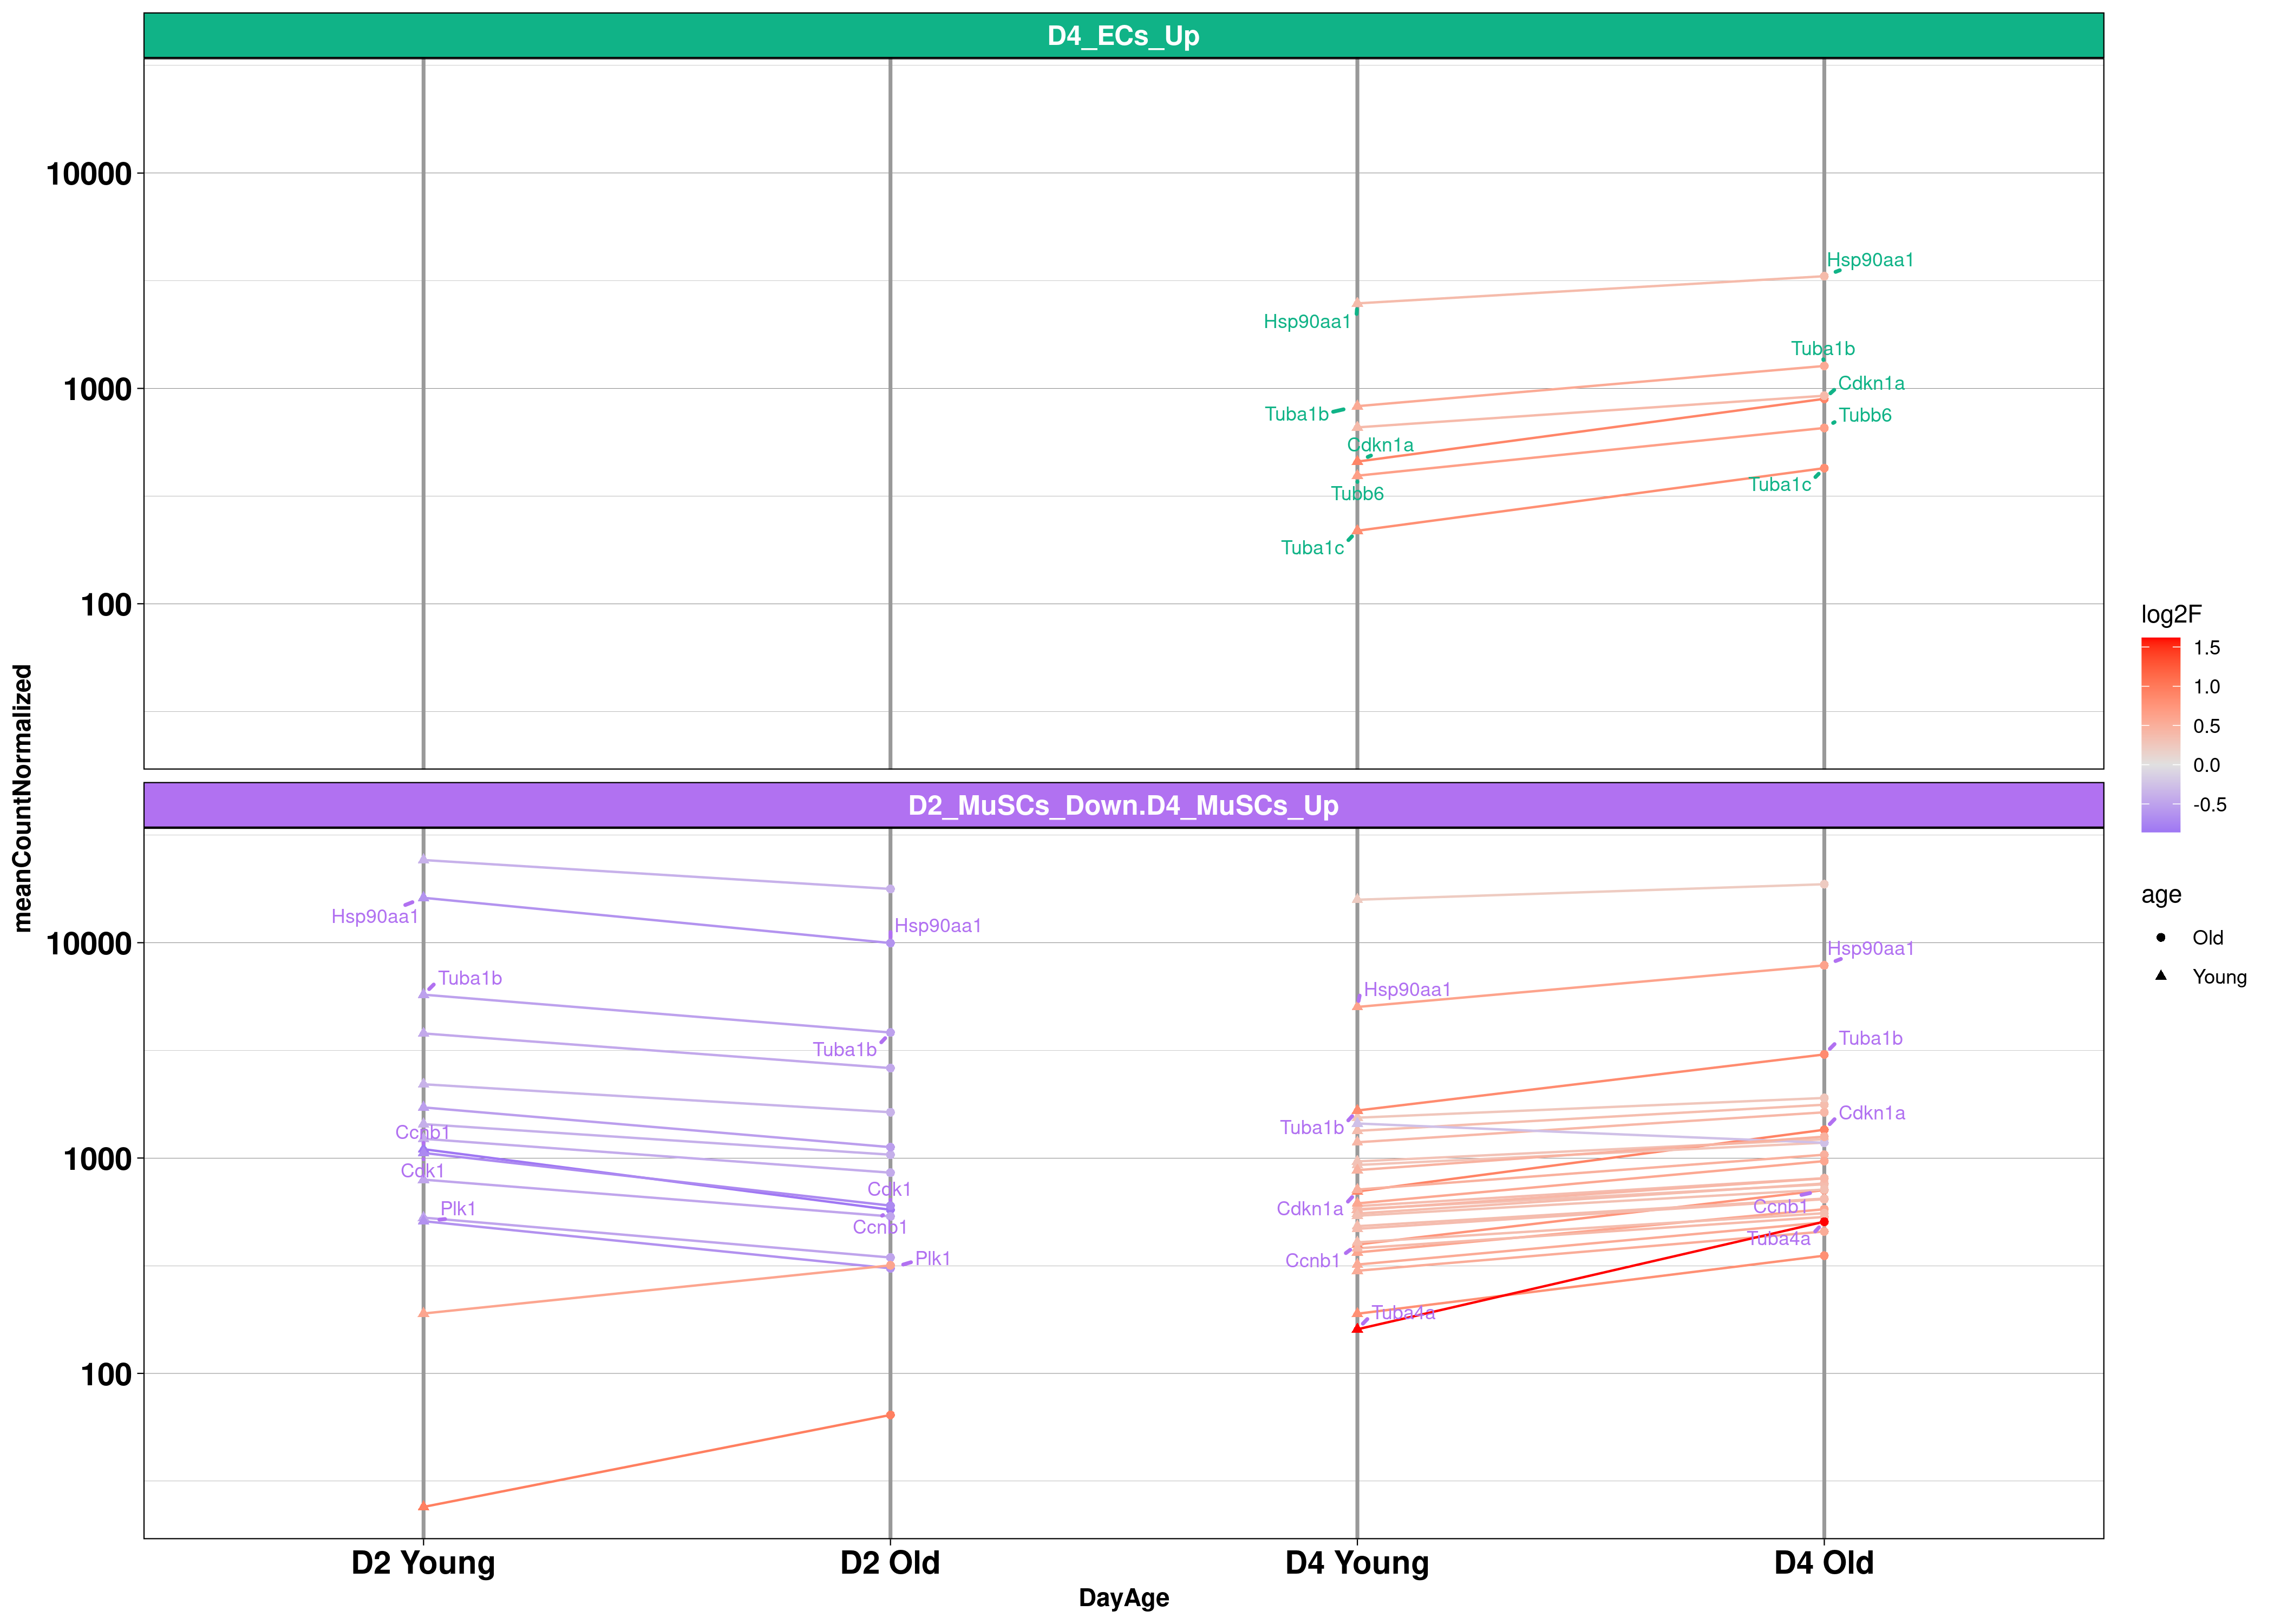 D4_ECs_Up
10000
1000
100
Hsp90aa1
Hsp90aa1
Tuba1b
Tuba1b
Cdkn1a
Cdkn1a
Tubb6
Tubb6
Tuba1c
Tuba1c
meanCountNormalized
D2_MuSCs_Down.D4_MuSCs_Up
10000
1000
100
Hsp90aa1
Hsp90aa1
Tuba1b
Tuba1b
Ccnb1
Cdk1
Cdk1
Plk1
Ccnb1
Plk1
Hsp90aa1
Hsp90aa1
Tuba1b
Tuba1b
Cdkn1a
Cdkn1a
Ccnb1
Ccnb1
Tuba4a
Tuba4a
D2 Young
D2 Old
D4 Young
D4 Old
DayAge
log2F
1.5
1.0
0.5
0.0
-0.5
age
Old
Young